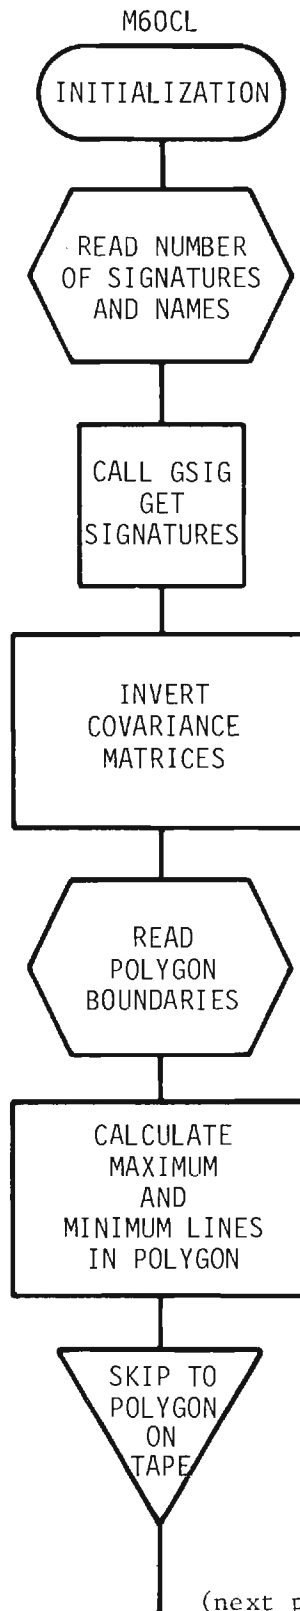 M60CL
INITIALIZATION
READ NUMBER
OF SIGNATURES
AND NAMES
CALL GSIG
GET
SIGNATURES
INVERT
COVARIANCE
MATRICES
READ
POLYGON
BOUNDARIES
CALCULATE
MAXIMUM
AND
MINIMUM LINES
IN POLYGON
SKIP TO
POLYGON
ON
TAPE
(next p